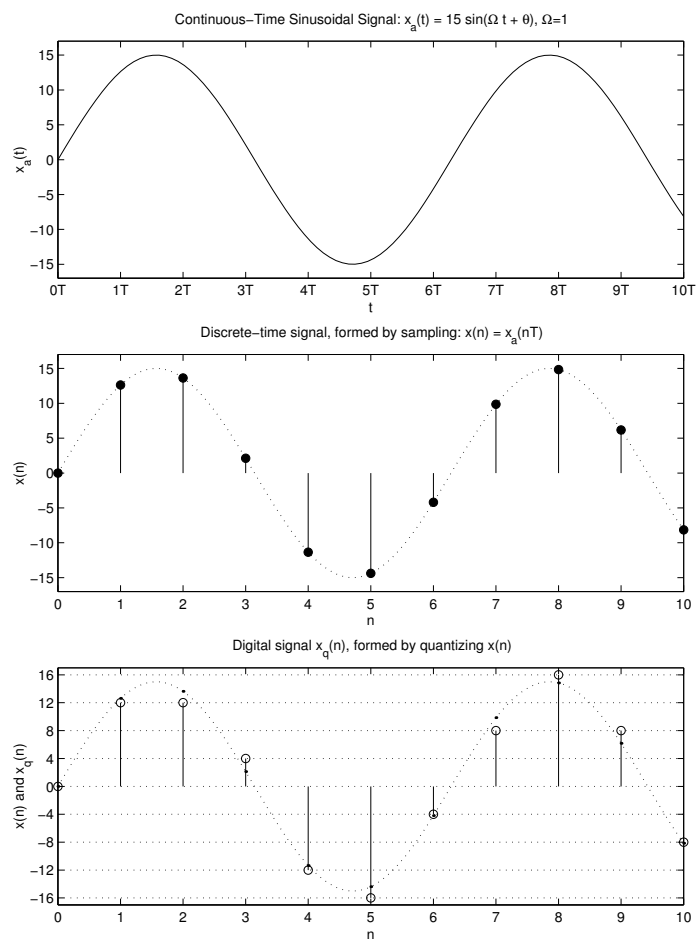 Continuous−Time Sinusoidal Signal: x_a(t) = 15 sin(Ω t + θ), Ω=1
15
10
5
0
−5
−10
−15
x_a(t)
0T 1T 2T 3T 4T 5T 6T 7T 8T 9T 10T
t
Discrete−time signal, formed by sampling: x(n) = x_a(nT)
15
10
5
0
−5
−10
−15
x(n)
0 1 2 3 4 5 6 7 8 9 10
n
Digital signal x_q(n), formed by quantizing x(n)
16
12
8
4
0
−4
−8
−12
−16
x(n) and x_q(n)
0 1 2 3 4 5 6 7 8 9 10
n